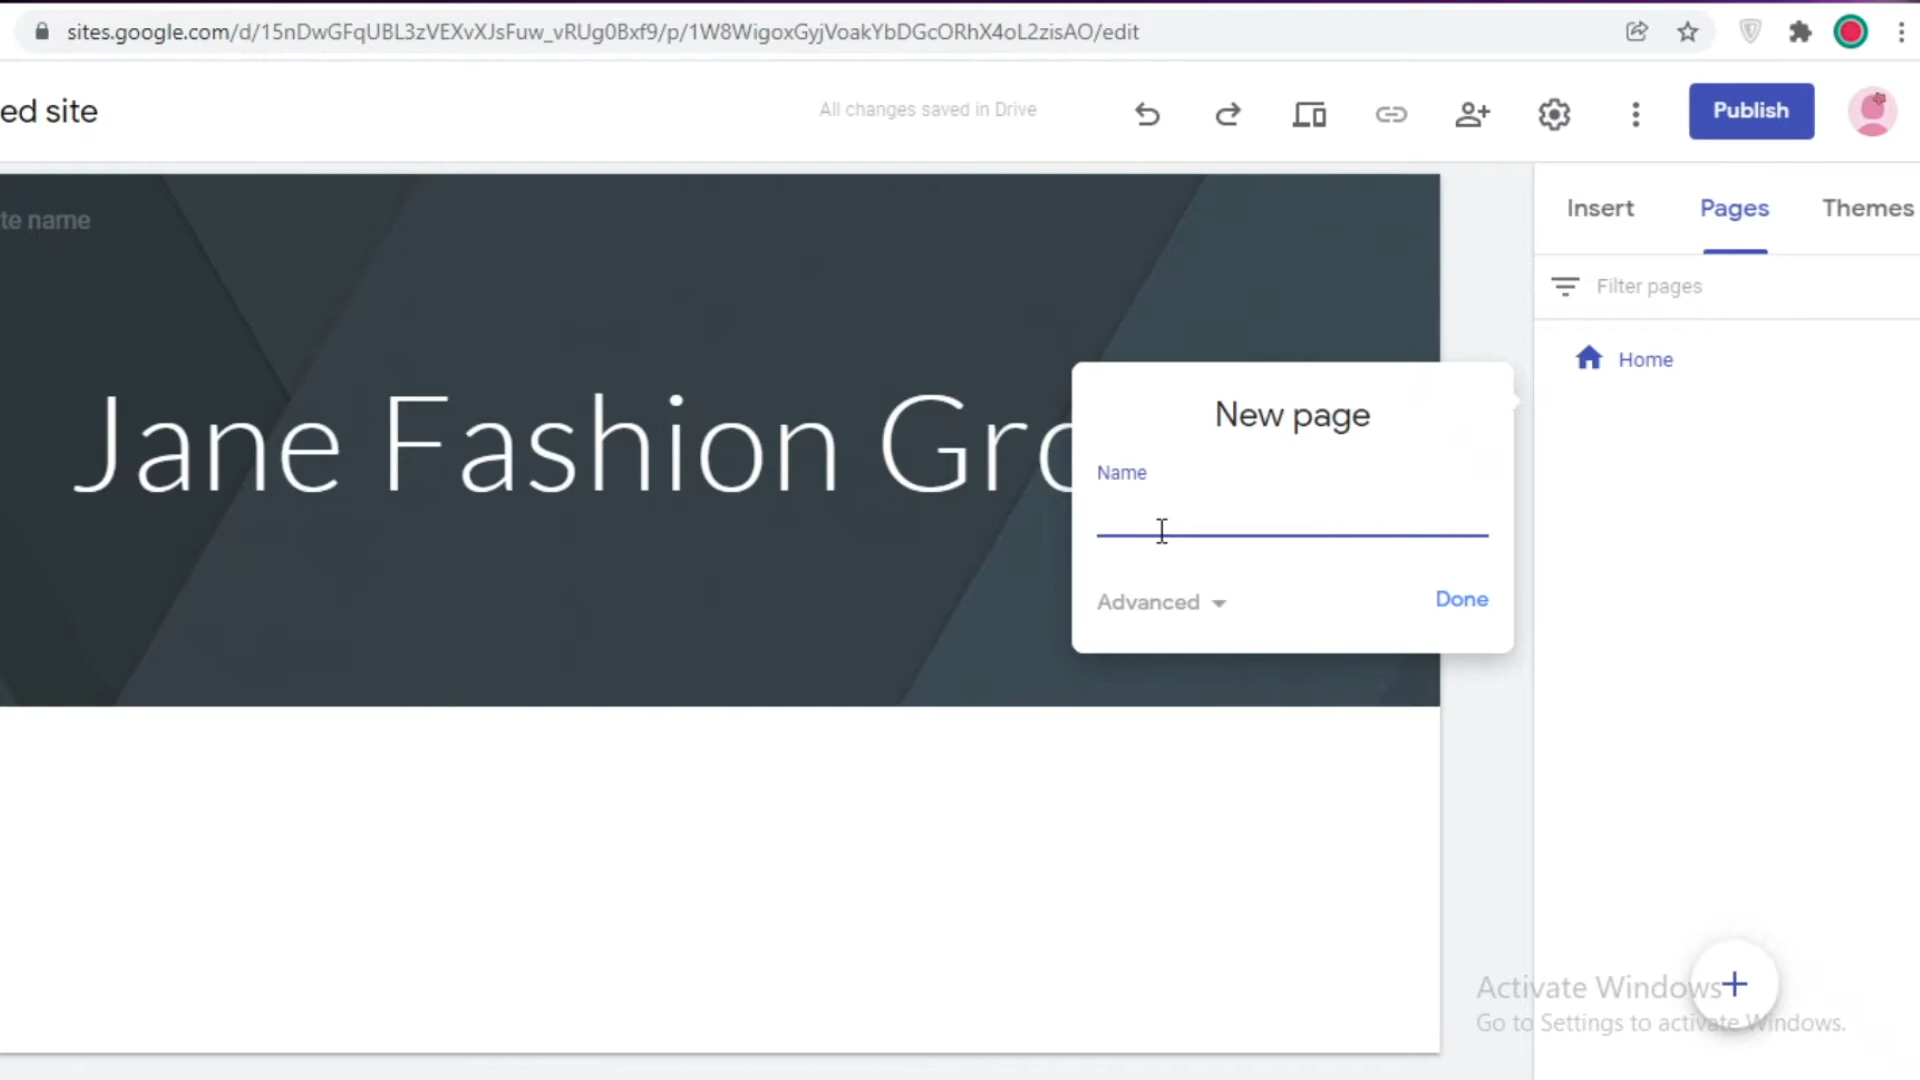 sites.google.com/d/15nDwGFqUBL3zVEXvXJsFuw_vRUg0Bxf9/p/1W8WigoxGyjVoakYbDGcORhX4oL2zisAO/edit
ed site
All changes saved in Drive
Publish
te name
Insert
Pages
Themes
Filter pages
Home
Jane Fashion Gro
New page
Name
Advanced
Done
Activate Windows
Go to Settings to activate Windows.